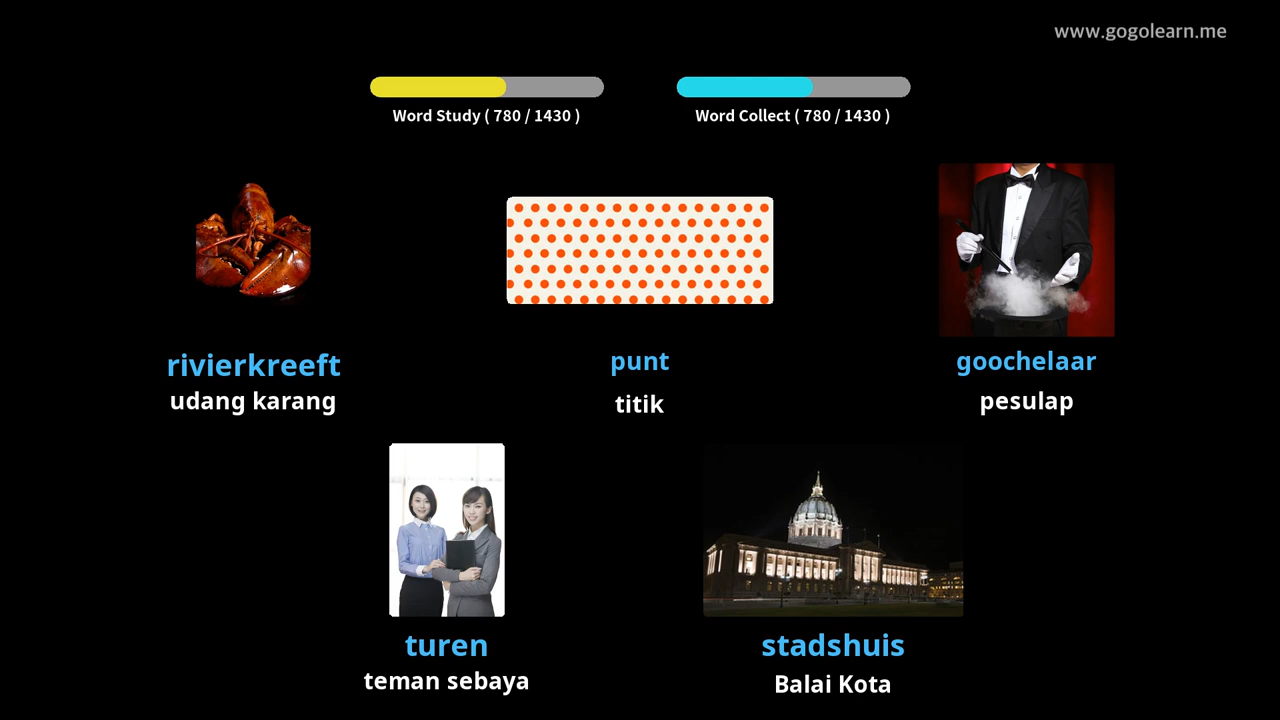 www.gogolearn.me
Word Study ( 780 / 1430 )
Word Collect ( 780 / 1430 )
rivierkreeft
udang karang
punt
titik
goochelaar
pesulap
turen
teman sebaya
stadshuis
Balai Kota